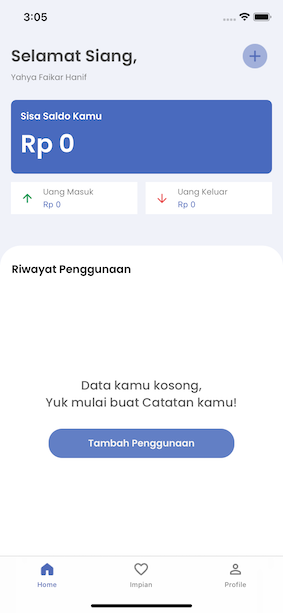 3:05
Selamat Siang,
Yahya Faikar Hanif
Sisa Saldo Kamu
Rp 0
Uang Masuk
Rp 0
Uang Keluar
Rp 0
Riwayat Penggunaan
Data kamu kosong,
Yuk mulai buat Catatan kamu!
Tambah Penggunaan
Home
Impian
Profile